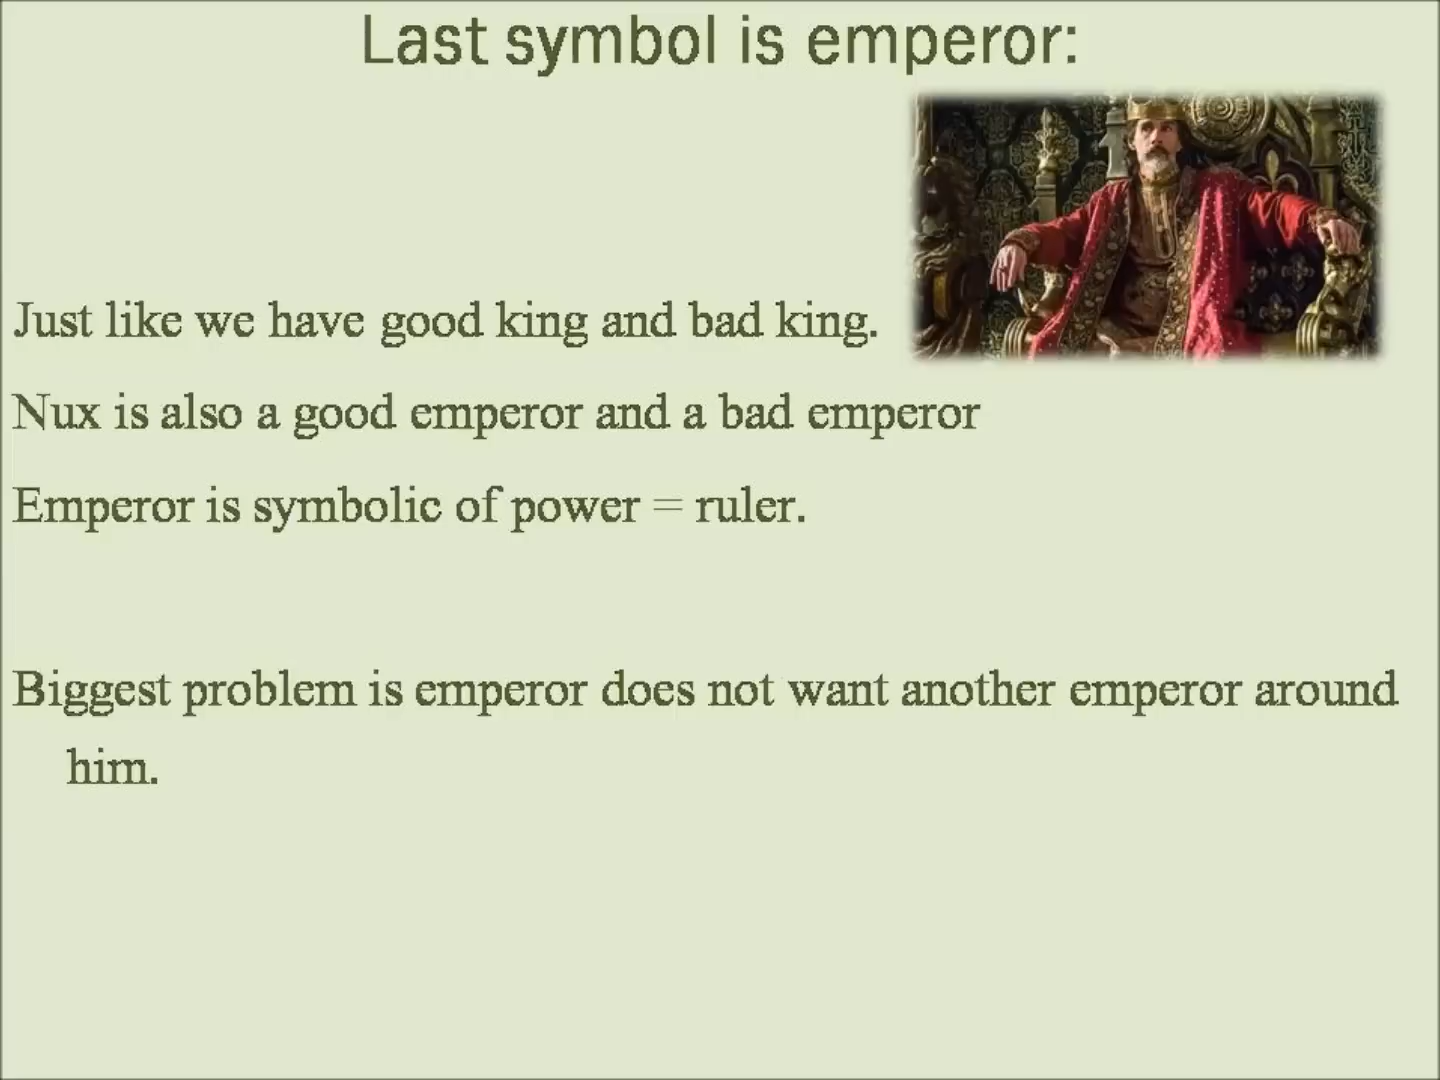 Last symbol is emperor:
Just like we have good king and bad king.
Nux is also a good emperor and a bad emperor
Emperor is symbolic of power = ruler.
Biggest problem is emperor does not want another emperor around
him.